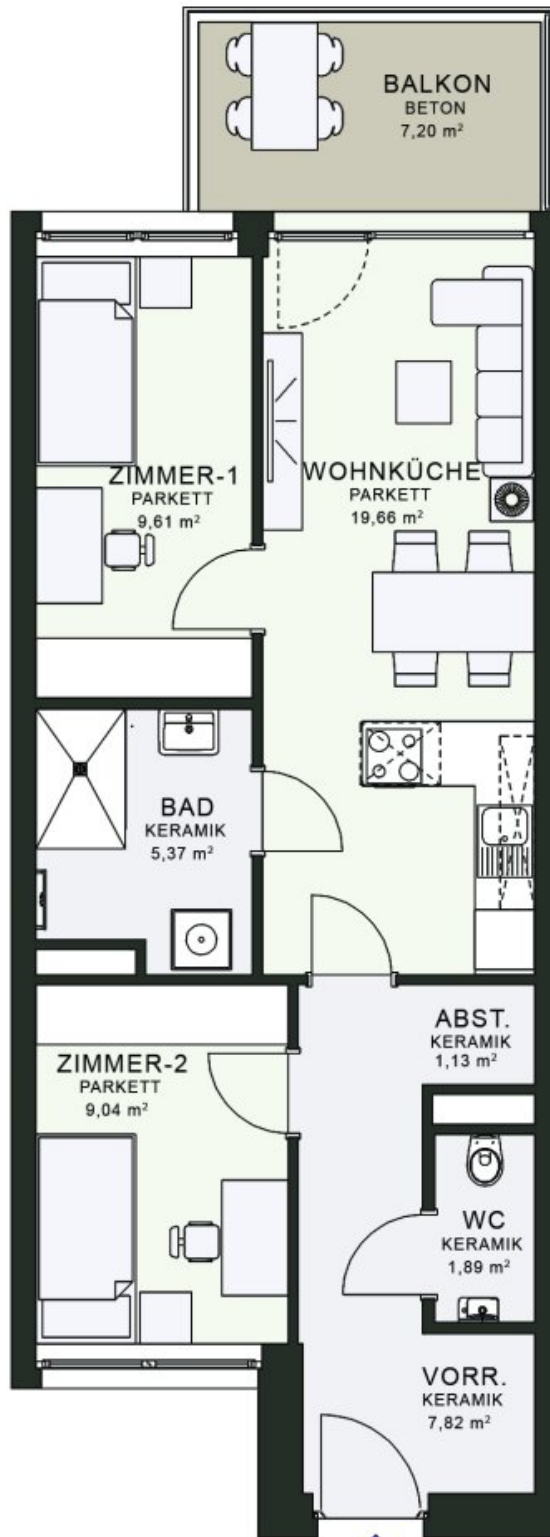 BALKON
BETON
7,20 m²
ZIMMER-1
PARKETT
9,61 m²
WOHNKÜCHE
PARKETT
19,66 m²
BAD
KERAMIK
5,37 m²
ABST.
KERAMIK
1,13 m²
ZIMMER-2
PARKETT
9,04 m²
WC
KERAMIK
1,89 m²
VORR.
KERAMIK
7,82 m²